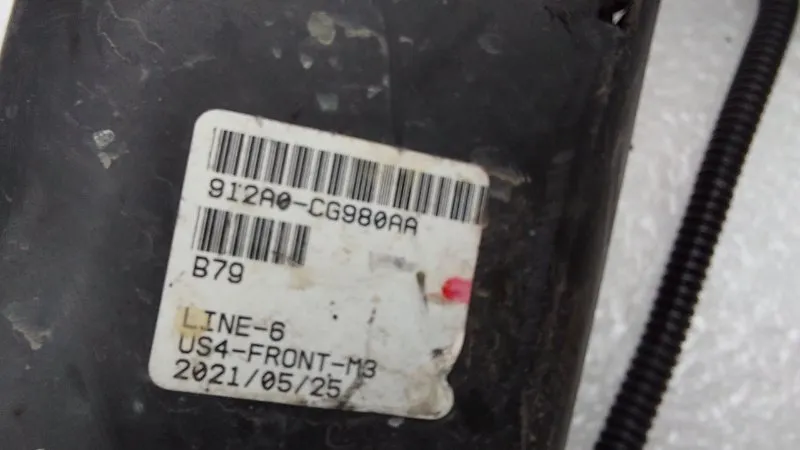 912A0-CG980AA
B79
LINE-6
US4-FRONT-M3
2021/05/25